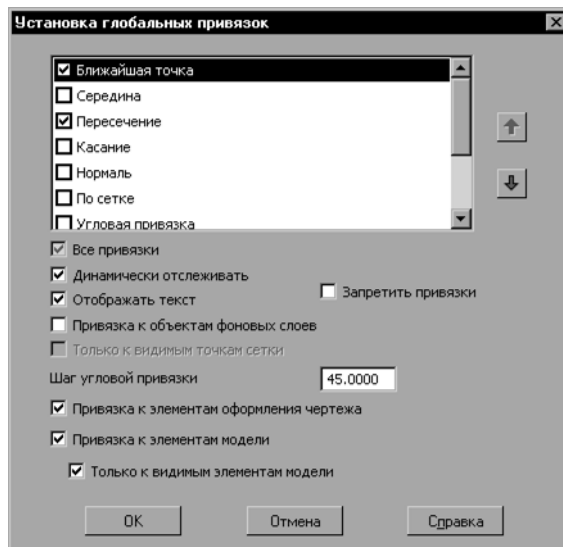 Установка глобальных привязок
Ближайшая точка
Середина
Пересечение
Касание
Нормаль
По сетке
Угловая привязка
Все привязки
Динамически отслеживать
Запретить привязки
Отображать текст
Привязка к объектам фоновых слоев
Только к видимым точкам сетки
Шаг угловой привязки 45.0000
Привязка к элементам оформления чертежа
Привязка к элементам модели
Только к видимым элементам модели
OK Отмена Справка